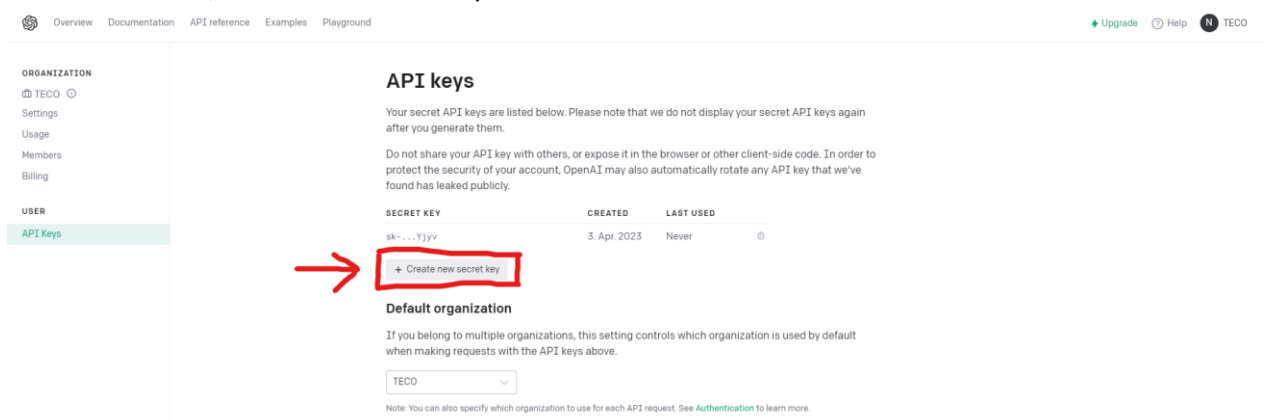 Overview Documentation API reference Examples Playground Upgrade Help N TECO
ORGANIZATION
TECO
Settings
Usage
Members
Billing
USER
API Keys
API keys
Your secret API keys are listed below. Please note that we do not display your secret API keys again
after you generate them.
Do not share your API key with others, or expose it in the browser or other client-side code. In order to
protect the security of your account, OpenAI may also automatically rotate any API key that we've
found has leaked publicly.
SECRET KEY CREATED LAST USED
sk-...Yjyv 3. Apr. 2023 Never
+ Create new secret key
Default organization
If you belong to multiple organizations, this setting controls which organization is used by default
when making requests with the API keys above.
TECO
Note: You can also specify which organization to use for each API request. See Authentication to learn more.